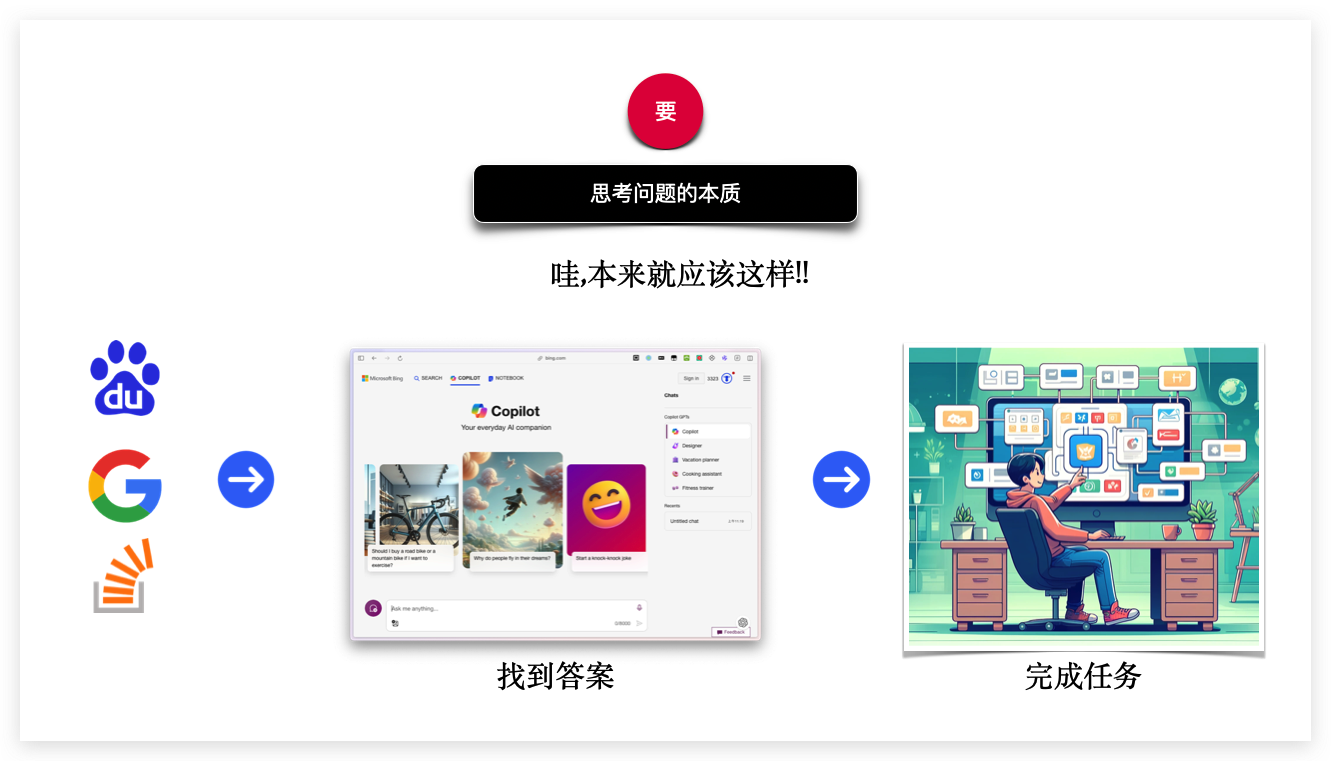 要
思考问题的本质
哇,本来就应该这样!!
du
bing.com
Microsoft Bing
SEARCH
COPILOT
NOTEBOOK
Sign in
3323
Copilot
Your everyday AI companion
Should I buy a road bike or a
mountain bike if I want to
exercise?
Why do people fly in their dreams?
Start a knock-knock joke
Chats
Copilot GPTs
Copilot
Designer
Vacation planner
Cooking assistant
Fitness trainer
Recents
Untitled chat
Ask me anything...
0/8000
Feedback
找到答案
完成任务